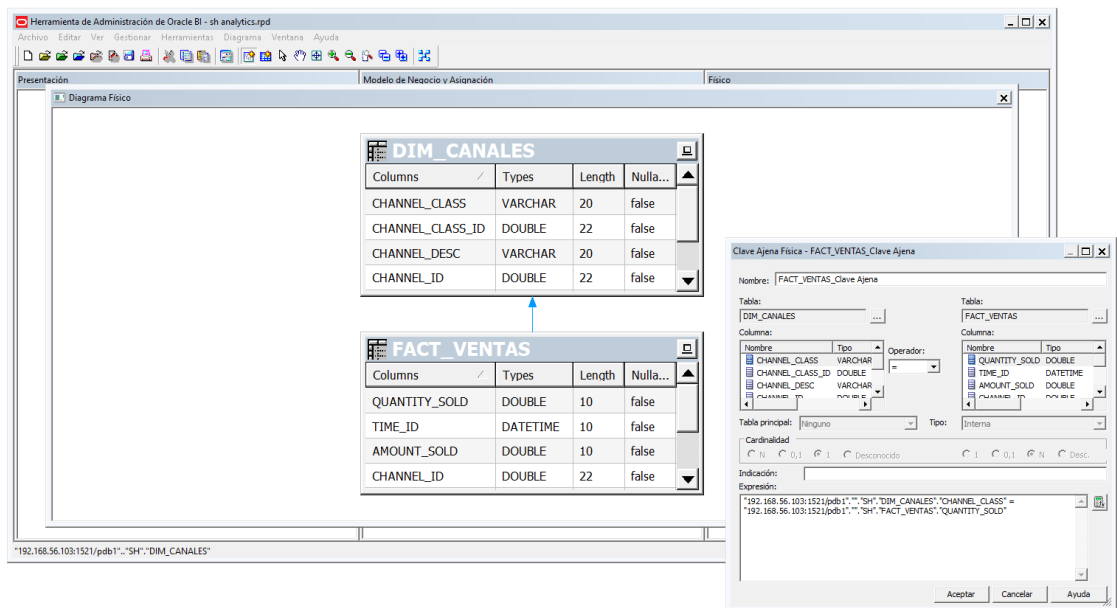 Herramienta de Administración de Oracle BI - sh analytics.rpd
Archivo Editar Ver Gestionar Herramientas Diagrama Ventana Ayuda
Presentación Modelo de Negocio y Asignación Físico
Diagrama Físico
DIM_CANALES
Columns Types Length Nulla...
CHANNEL_CLASS VARCHAR 20 false
CHANNEL_CLASS_ID DOUBLE 22 false
CHANNEL_DESC VARCHAR 20 false
CHANNEL_ID DOUBLE 22 false
FACT_VENTAS
Columns Types Length Nulla...
QUANTITY_SOLD DOUBLE 10 false
TIME_ID DATETIME 10 false
AMOUNT_SOLD DOUBLE 10 false
CHANNEL_ID DOUBLE 22 false
"192.168.56.103:1521/pdb1".."SH"."DIM_CANALES"
Clave Ajena Física - FACT_VENTAS_Clave Ajena
Nombre: FACT_VENTAS_Clave Ajena
Tabla: Tabla:
DIM_CANALES ... FACT_VENTAS ...
Columna: Columna:
Nombre Tipo Operador: Nombre Tipo
CHANNEL_CLASS VARCHAR = QUANTITY_SOLD DOUBLE
CHANNEL_CLASS_ID DOUBLE TIME_ID DATETIME
CHANNEL_DESC VARCHAR AMOUNT_SOLD DOUBLE
CHANNEL_ID DOUBLE CHANNEL_ID DOUBLE
Tabla principal: Ninguno Tipo: Interna
Cardinalidad
N 0,1 1 Desconocido 1 0,1 N Desc.
Indicación:
Expresión:
"192.168.56.103:1521/pdb1".""."SH"."DIM_CANALES"."CHANNEL_CLASS" =
"192.168.56.103:1521/pdb1".""."SH"."FACT_VENTAS"."QUANTITY_SOLD"
Aceptar Cancelar Ayuda